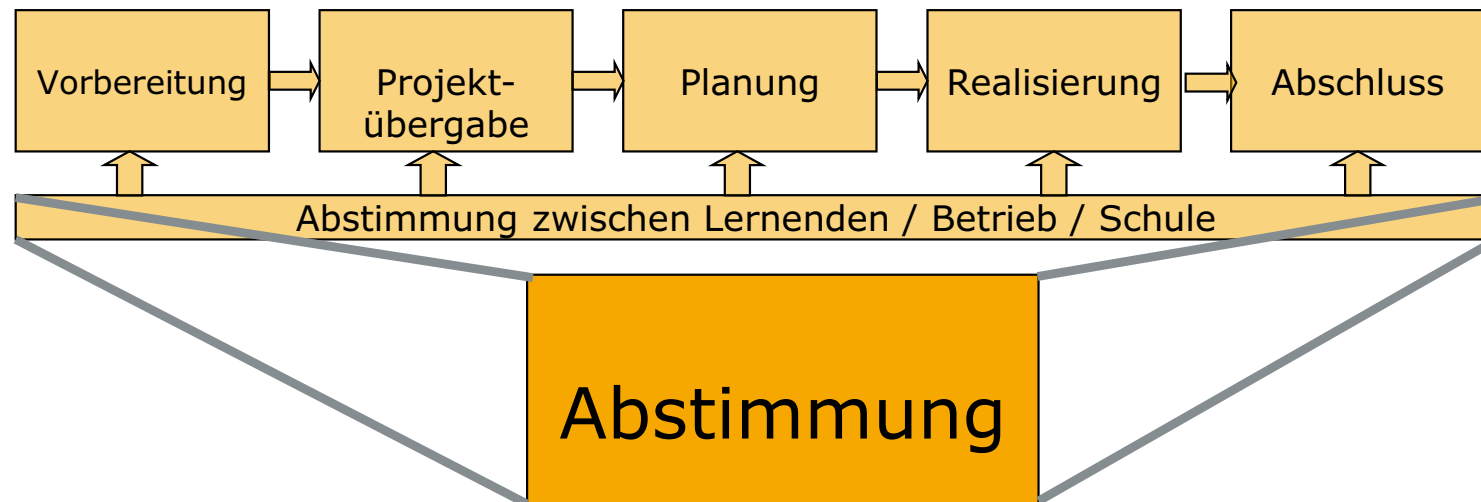 Vorbereitung
Projekt-
übergabe
Planung
Realisierung
Abschluss
Abstimmung zwischen Lernenden / Betrieb / Schule
Abstimmung